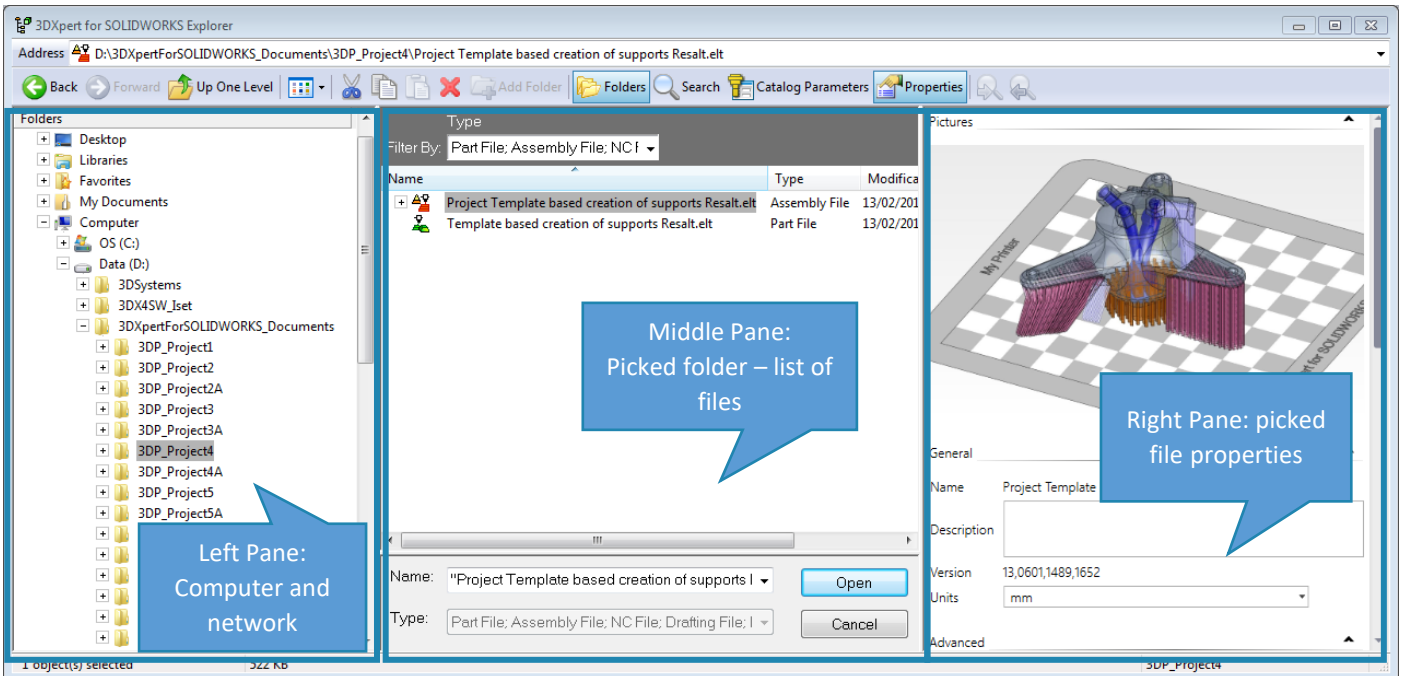 3DXpert for SOLIDWORKS Explorer
Address D:\3DXpertForSOLIDWORKS_Documents\3DP_Project4\Project Template based creation of supports Resalt.elt
Back Forward Up One Level Add Folder Folders Search Catalog Parameters Properties
Folders
Desktop
Libraries
Favorites
My Documents
Computer
OS (C:)
Data (D:)
3DSystems
3DX4SW_Iset
3DXpertForSOLIDWORKS_Documents
3DP_Project1
3DP_Project2
3DP_Project2A
3DP_Project3
3DP_Project3A
3DP_Project4
3DP_Project4A
3DP_Project5
3DP_Project5A
Left Pane:
Computer and
network
Type
Filter By: Part File; Assembly File; NC F
Name Type Modifica
Project Template based creation of supports Resalt.elt Assembly File 13/02/201
Template based creation of supports Resalt.elt Part File 13/02/201
Middle Pane:
Picked folder – list of
files
Name: "Project Template based creation of supports I
Open
Type: Part File; Assembly File; NC File; Drafting File; I
Cancel
Pictures
My Printer
rt for SOLIDWORKS
Right Pane: picked
file properties
General
Name Project Template
Description
Version 13,0601,1489,1652
Units mm
Advanced
1 object(s) selected 522 KB 3DP_Project4